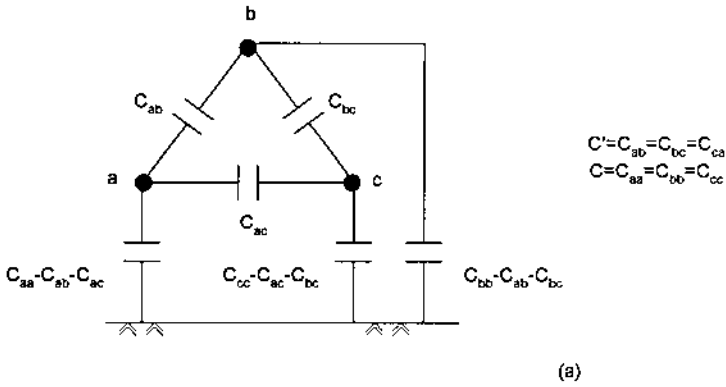 b
C_ab
C_bc
C'=C_ab=C_bc=C_ca
C=C_aa=C_bb=C_cc
a
c
C_ac
C_aa-C_ab-C_ac
C_cc-C_ac-C_bc
C_bb-C_ab-C_bc
(a)